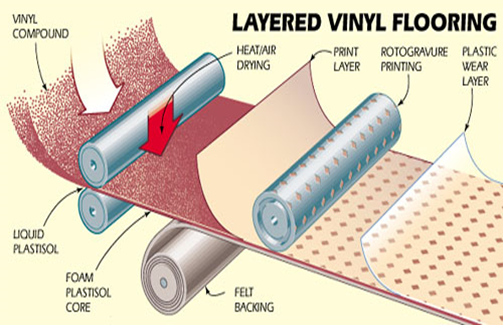 LAYERED VINYL FLOORING
VINYL
COMPOUND
HEAT/AIR
DRYING
PRINT
LAYER
ROTOGRAVURE
PRINTING
PLASTIC
WEAR
LAYER
LIQUID
PLASTISOL
FOAM
PLASTISOL
CORE
FELT
BACKING